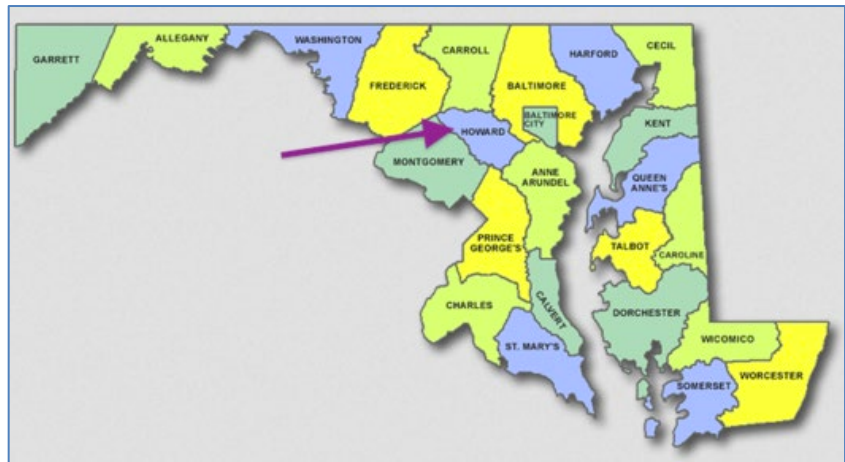 GARRETT
ALLEGANY
WASHINGTON
FREDERICK
CARROLL
BALTIMORE
BALTIMORE
CITY
HARFORD
CECIL
HOWARD
MONTGOMERY
KENT
ANNE
ARUNDEL
QUEEN
ANNE'S
PRINCE
GEORGE'S
TALBOT
CAROLINE
CHARLES
CALVERT
DORCHESTER
ST. MARY'S
WICOMICO
SOMERSET
WORCESTER